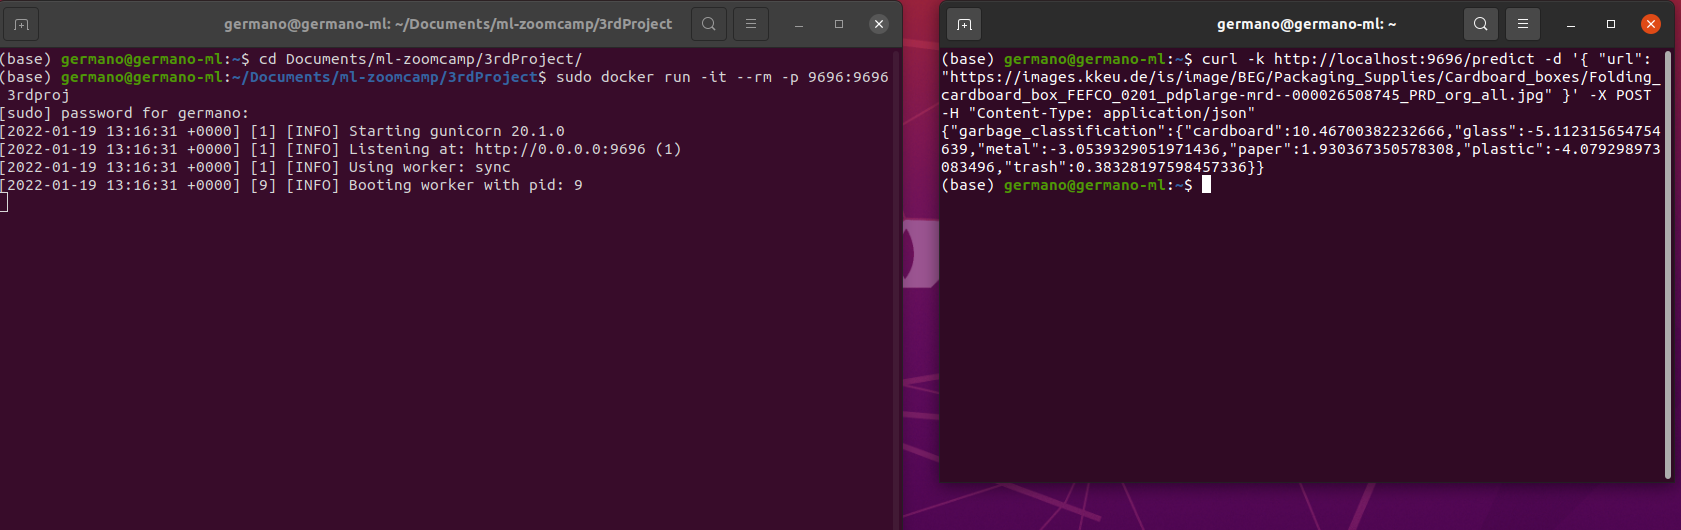 germano@germano-ml: ~/Documents/ml-zoomcamp/3rdProject
(base) germano@germano-ml:~$ cd Documents/ml-zoomcamp/3rdProject/
(base) germano@germano-ml:~/Documents/ml-zoomcamp/3rdProject$ sudo docker run -it --rm -p 9696:9696
3rdproj
[sudo] password for germano:
[2022-01-19 13:16:31 +0000] [1] [INFO] Starting gunicorn 20.1.0
[2022-01-19 13:16:31 +0000] [1] [INFO] Listening at: http://0.0.0.0:9696 (1)
[2022-01-19 13:16:31 +0000] [1] [INFO] Using worker: sync
[2022-01-19 13:16:31 +0000] [9] [INFO] Booting worker with pid: 9
germano@germano-ml: ~
(base) germano@germano-ml:~$ curl -k http://localhost:9696/predict -d '{ "url":
"https://images.kkeu.de/is/image/BEG/Packaging_Supplies/Cardboard_boxes/Folding_
cardboard_box_FEFCO_0201_pdplarge-mrd--000026508745_PRD_org_all.jpg" }' -X POST
-H "Content-Type: application/json"
{"garbage_classification":{"cardboard":10.46700382232666,"glass":-5.112315654754
639,"metal":-3.0539329051971436,"paper":1.930367350578308,"plastic":-4.079298973
083496,"trash":0.38328197598457336}}
(base) germano@germano-ml:~$